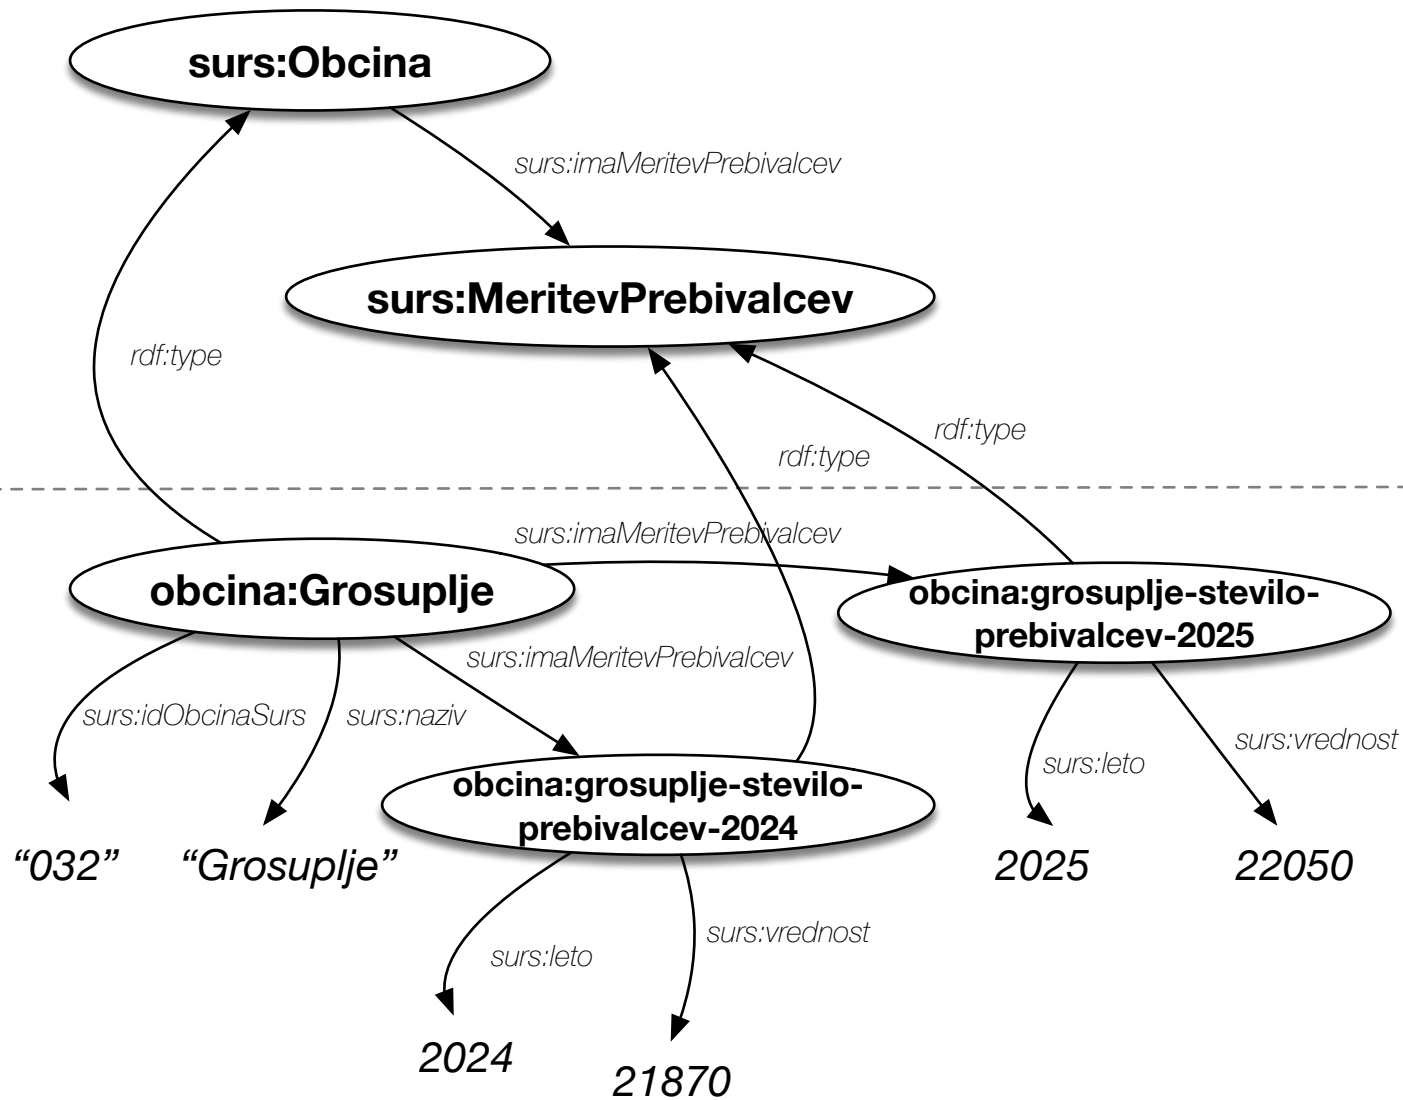 surs:Obcina
surs:imaMeritevPrebivalcev
surs:MeritevPrebivalcev
rdf:type
rdf:type
rdf:type
surs:imaMeritevPrebivalcev
obcina:Grosuplje
obcina:grosuplje-stevilo-
prebivalcev-2025
surs:imaMeritevPrebivalcev
surs:idObcinaSurs
surs:naziv
surs:vrednost
surs:leto
obcina:grosuplje-stevilo-
prebivalcev-2024
“032”
“Grosuplje”
2025
22050
surs:vrednost
surs:leto
2024
21870